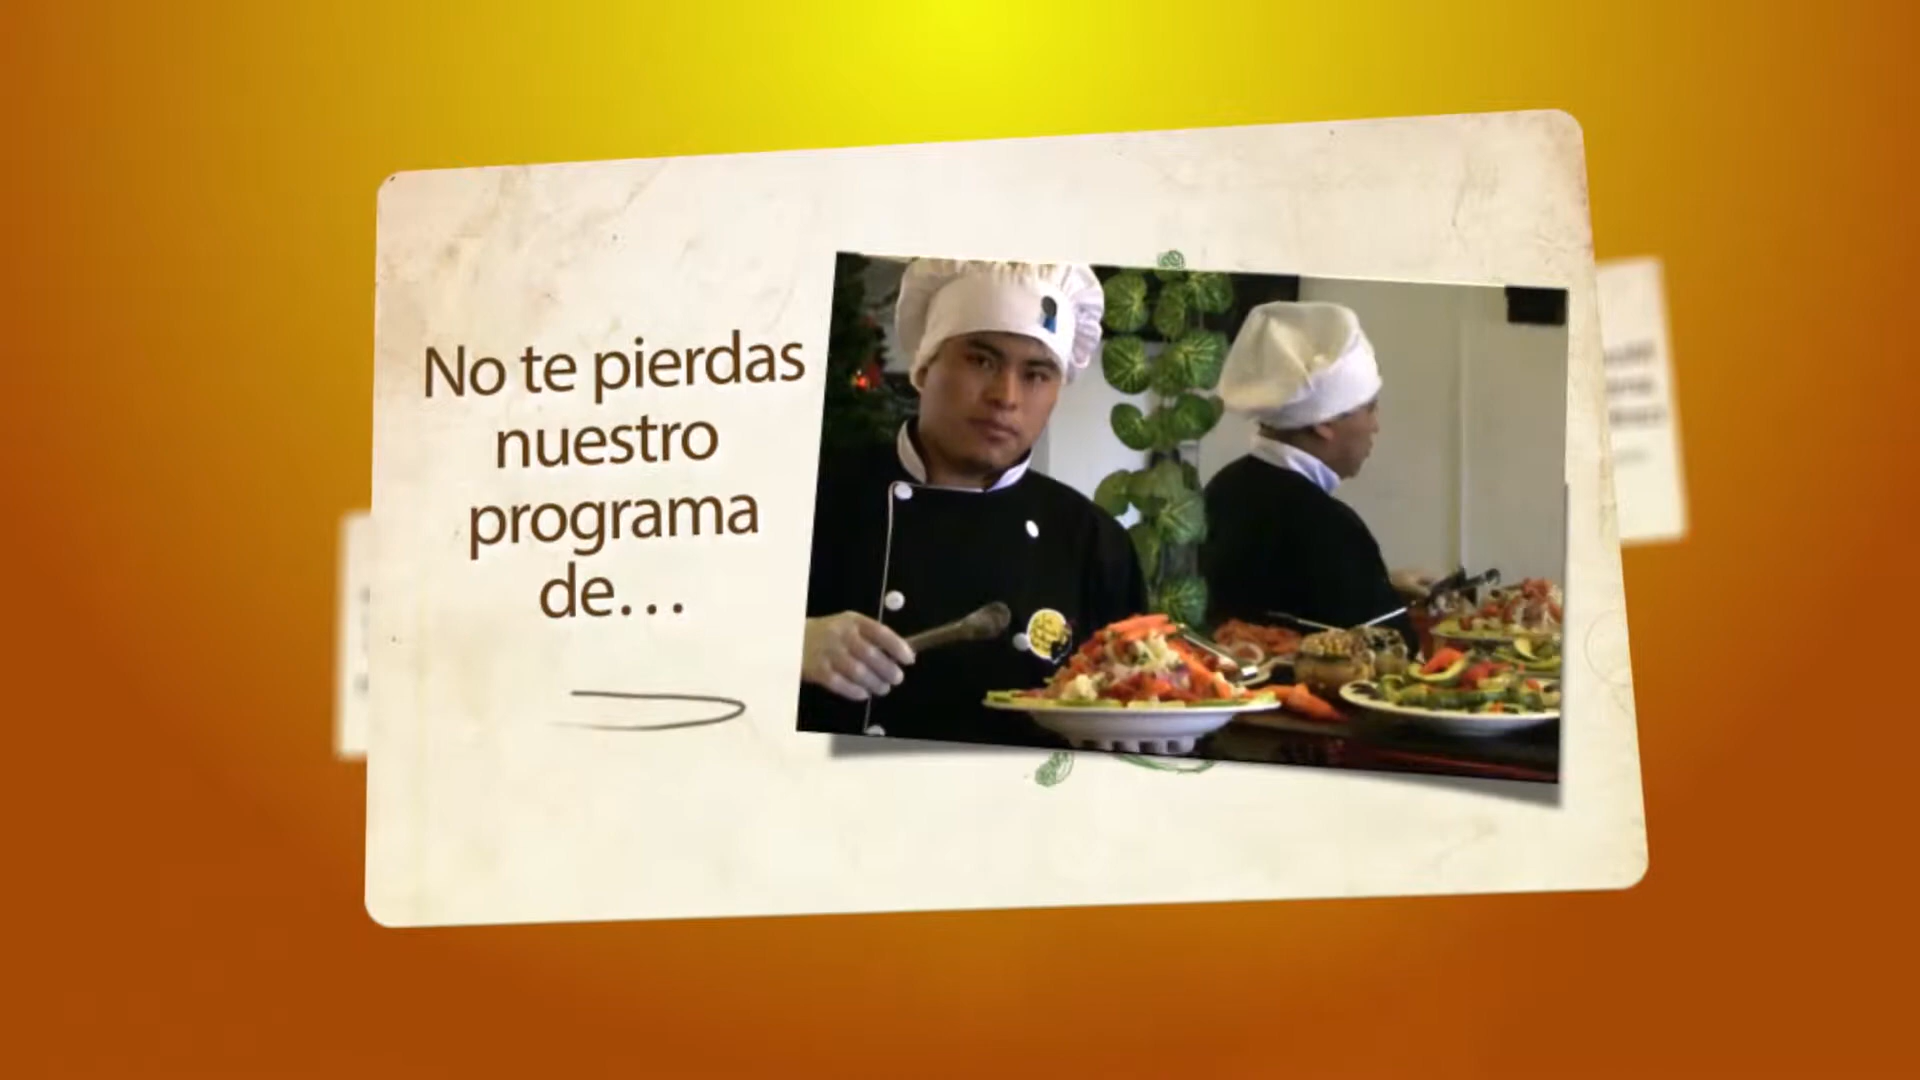 No te pierdas
nuestro
programa
de…